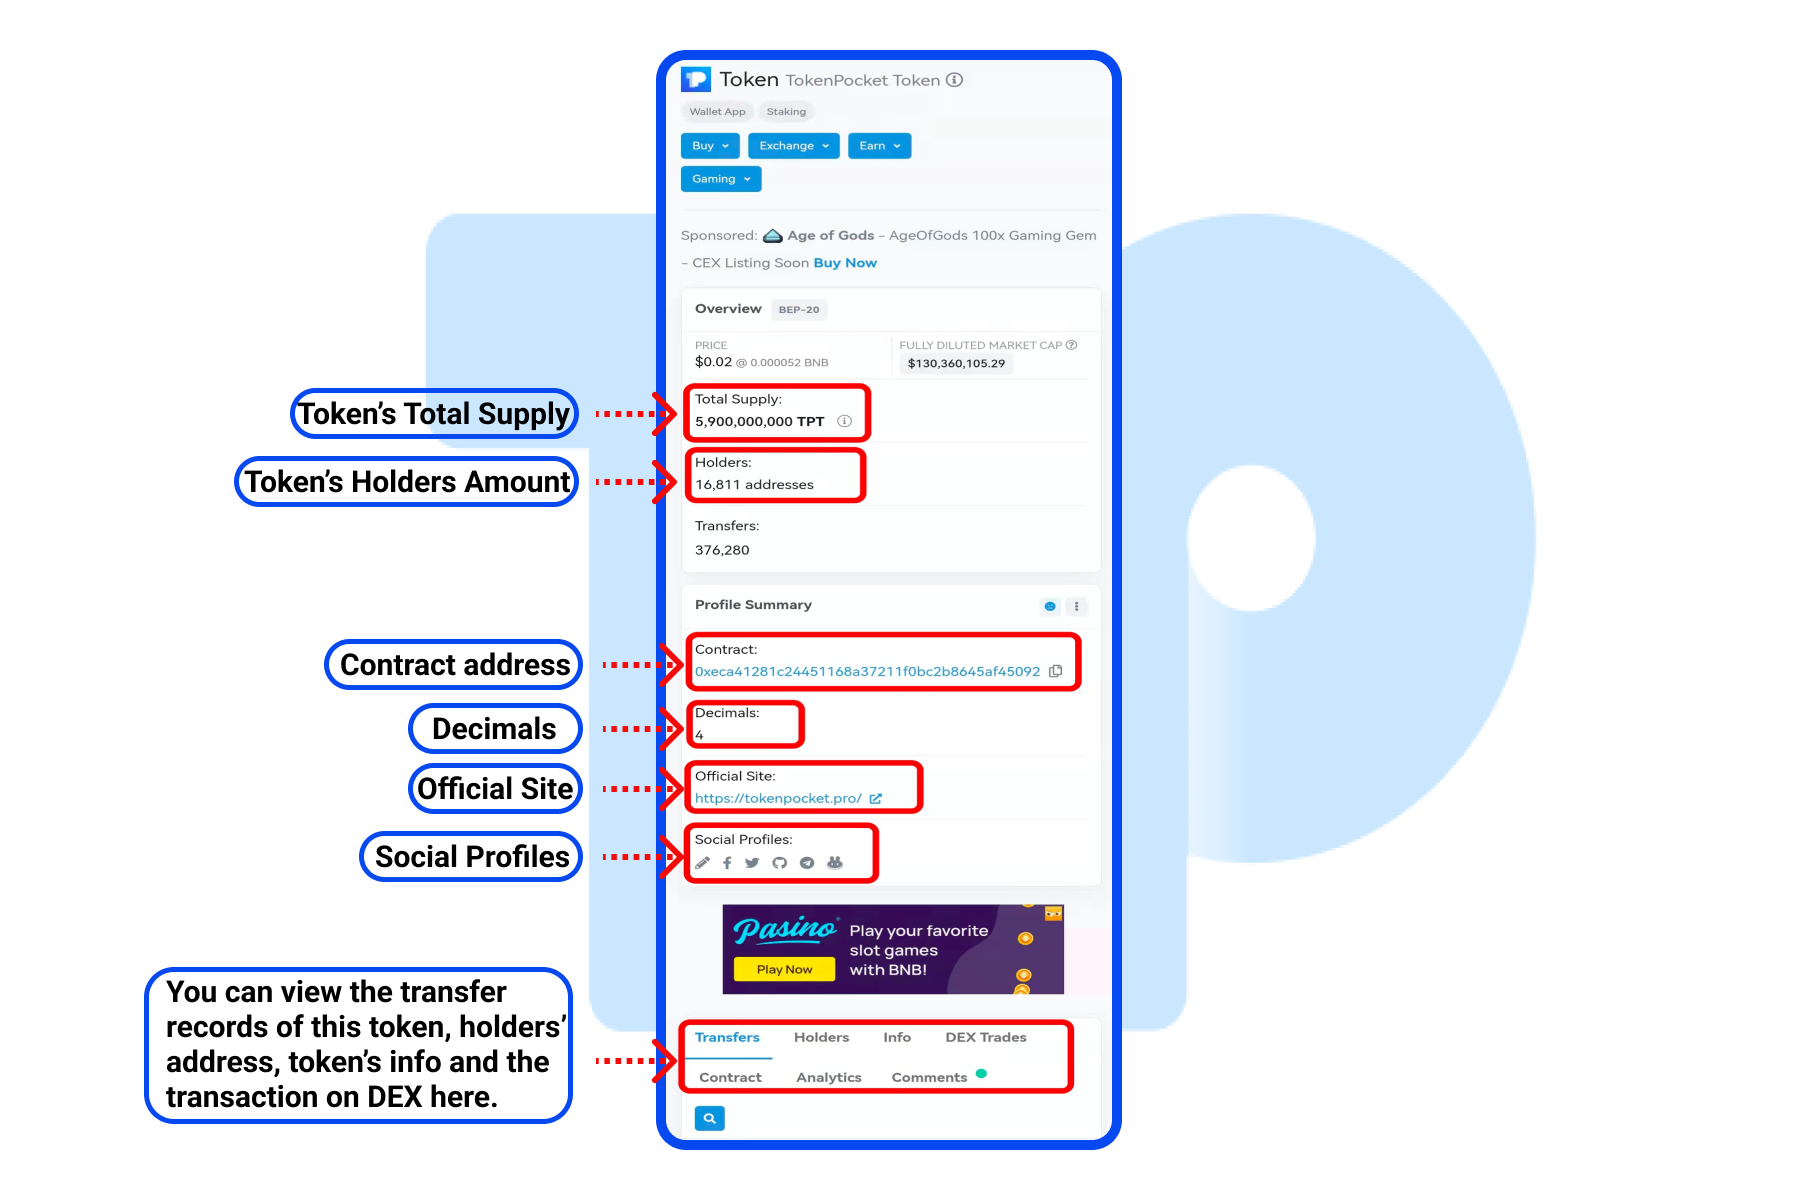 Token TokenPocket Token
Wallet App Staking
Buy Exchange Earn
Gaming
Sponsored: Age of Gods - AgeOfGods 100x Gaming Gem
- CEX Listing Soon Buy Now
Overview BEP-20
PRICE FULLY DILUTED MARKET CAP
$0.02 @ 0.000052 BNB $130,360,105.29
Token's Total Supply
Total Supply:
5,900,000,000 TPT
Token's Holders Amount
Holders:
16,811 addresses
Transfers:
376,280
Profile Summary
Contract address
Contract:
0xeca41281c24451168a37211f0bc2b8645af45092
Decimals
Decimals:
4
Official Site
Official Site:
https://tokenpocket.pro/
Social Profiles
Social Profiles:
Pasino
Play your favorite
slot games
with BNB!
Play Now
You can view the transfer
records of this token, holders'
address, token's info and the
transaction on DEX here.
Transfers Holders Info DEX Trades
Contract Analytics Comments